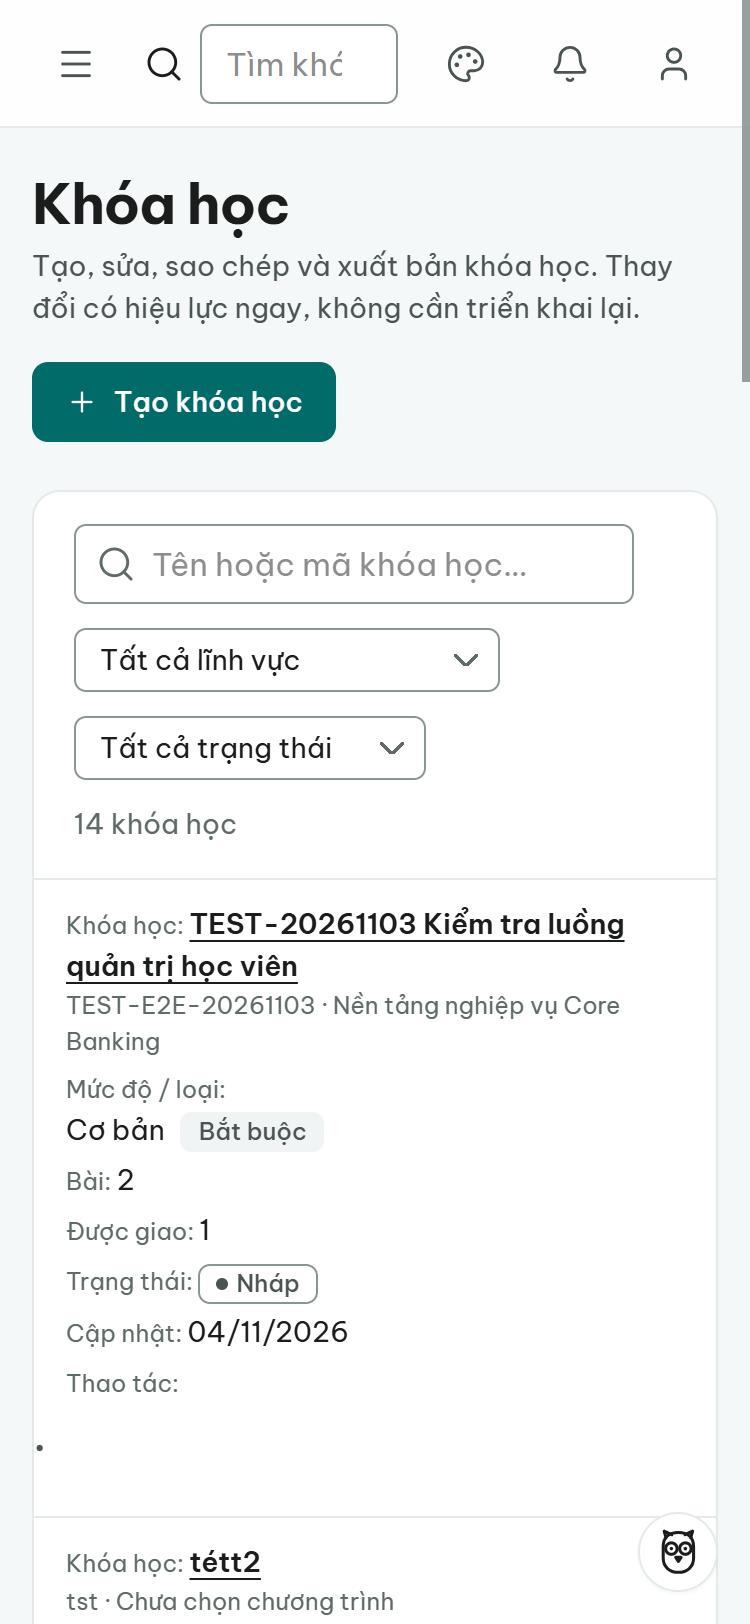 Tìm khó
Khóa học
Tạo, sửa, sao chép và xuất bản khóa học. Thay
đổi có hiệu lực ngay, không cần triển khai lại.
Tạo khóa học
Tên hoặc mã khóa học...
Tất cả lĩnh vực
Tất cả trạng thái
14 khóa học
Khóa học: TEST-20261103 Kiểm tra luồng
quản trị học viên
TEST-E2E-20261103 · Nền tảng nghiệp vụ Core
Banking
Mức độ / loại:
Cơ bản Bắt buộc
Bài: 2
Được giao: 1
Trạng thái: • Nháp
Cập nhật: 04/11/2026
Thao tác:
Khóa học: tétt2
tst · Chưa chọn chương trình